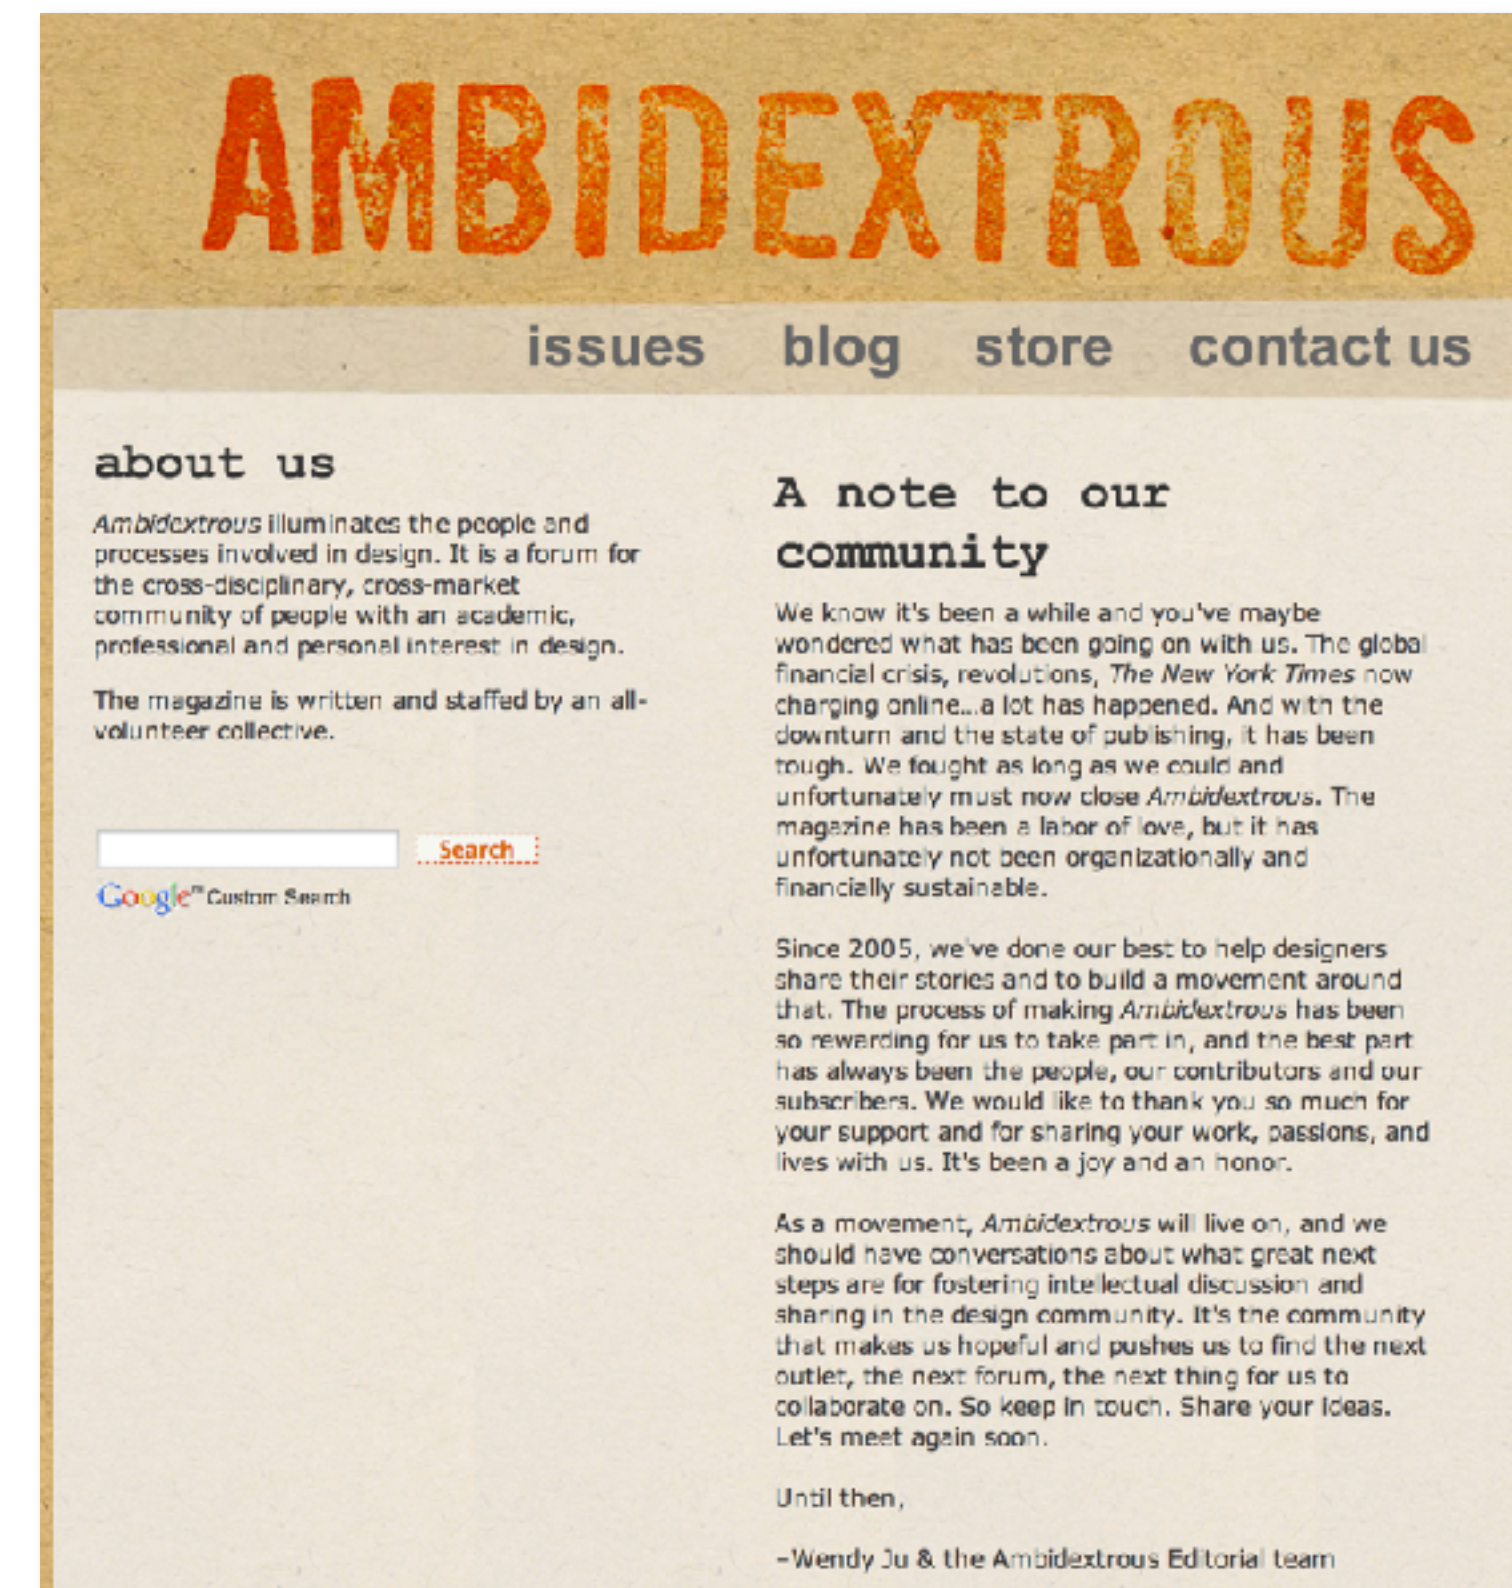 AMBIDEXTROUS
issues blog store contact us
about us
Ambidextrous illuminates the people and
processes involved in design. It is a forum for
the cross-disciplinary, cross-market
community of people with an academic,
professional and personal interest in design.
The magazine is written and staffed by an all-
volunteer collective.
Search
Google™ Custom Search
A note to our
community
We know it's been a while and you've maybe
wondered what has been going on with us. The global
financial crisis, revolutions, The New York Times now
charging online...a lot has happened. And with the
downturn and the state of publishing, it has been
tough. We fought as long as we could and
unfortunately must now close Ambidextrous. The
magazine has been a labor of love, but it has
unfortunately not been organizationally and
financially sustainable.
Since 2005, we've done our best to help designers
share their stories and to build a movement around
that. The process of making Ambidextrous has been
so rewarding for us to take part in, and the best part
has always been the people, our contributors and our
subscribers. We would like to thank you so much for
your support and for sharing your work, passions, and
lives with us. It's been a joy and an honor.
As a movement, Ambidextrous will live on, and we
should have conversations about what great next
steps are for fostering intellectual discussion and
sharing in the design community. It's the community
that makes us hopeful and pushes us to find the next
outlet, the next forum, the next thing for us to
collaborate on. So keep in touch. Share your ideas.
Let's meet again soon.
Until then,
–Wendy Ju & the Ambidextrous Editorial team